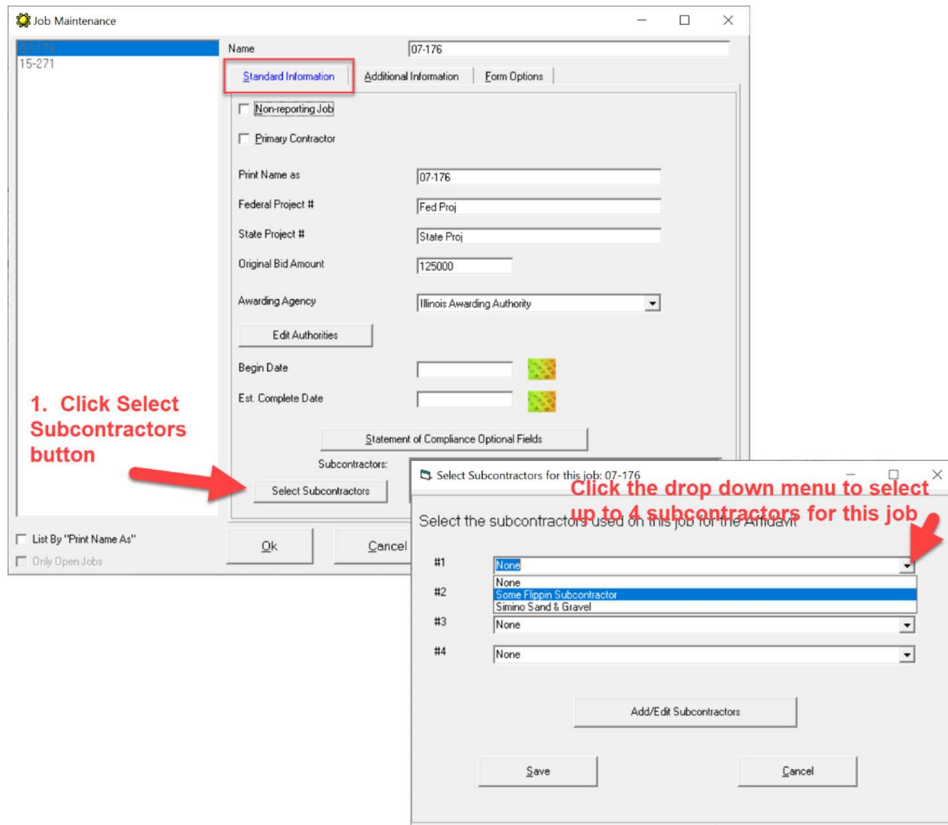 Job Maintenance
07-176
15-271
Name
07-176
Standard Information
Additional Information
Form Options
Non-reporting Job
Primary Contractor
Print Name as
07-176
Federal Project #
Fed Proj
State Project #
State Proj
Original Bid Amount
125000
Awarding Agency
Illinois Awarding Authority
Edit Authorities
Begin Date
Est. Complete Date
1. Click Select
Subcontractors
button
Statement of Compliance Optional Fields
Subcontractors:
Select Subcontractors
List By "Print Name As"
Only Open Jobs
Ok
Cancel
Select Subcontractors for this job: 07-176
Click the drop down menu to select
up to 4 subcontractors for this job
Select the subcontractors used on this job for the Affidavit
#1
None
None
#2
Some Flippin Subcontractor
Simino Sand & Gravel
#3
None
#4
None
Add/Edit Subcontractors
Save
Cancel